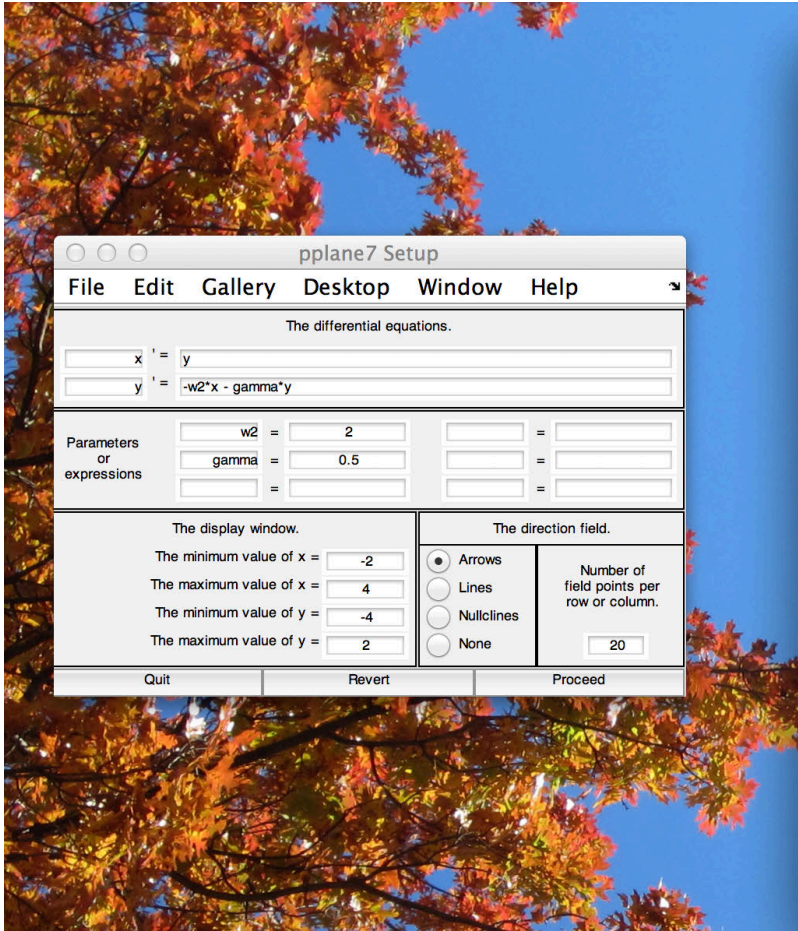 pplane7 Setup
File Edit Gallery Desktop Window Help
The differential equations.
x ' = y
y ' = -w2*x - gamma*y
Parameters
or
expressions
w2 = 2 =
gamma = 0.5 =
= =
The display window.
The minimum value of x = -2
The maximum value of x = 4
The minimum value of y = -4
The maximum value of y = 2
The direction field.
Arrows
Lines
Nullclines
None
Number of
field points per
row or column.
20
Quit Revert Proceed